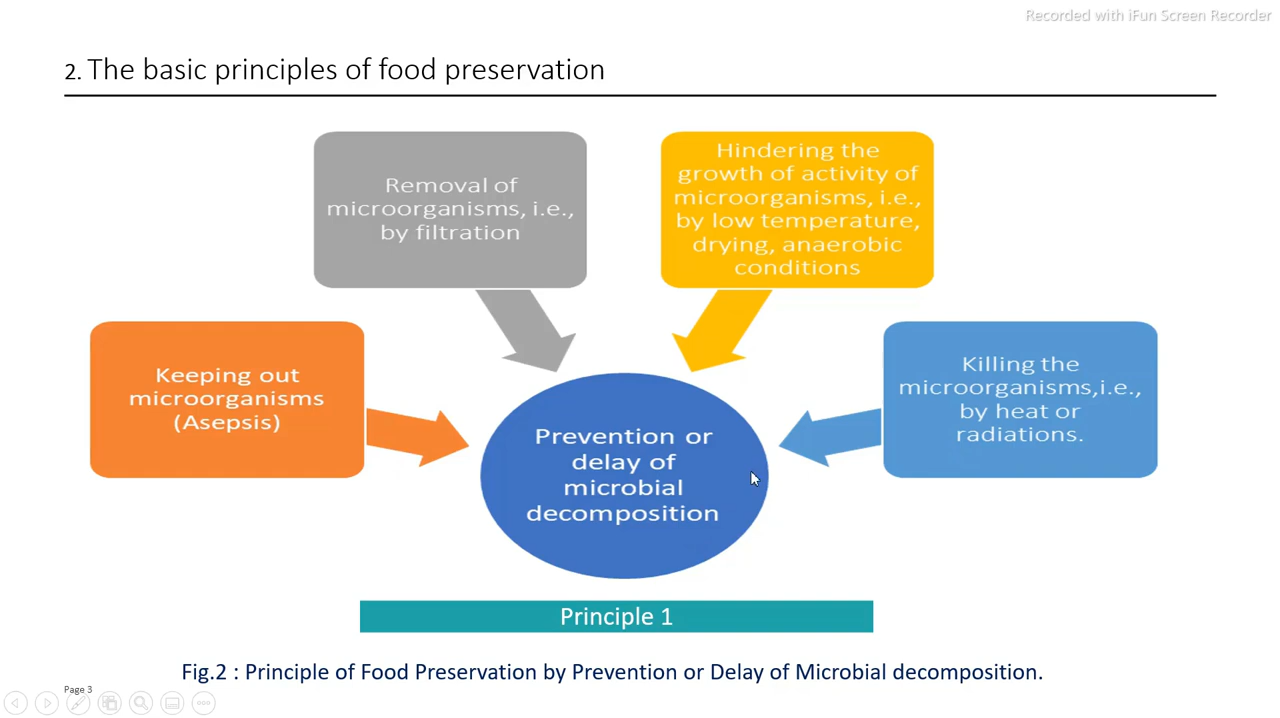 Recorded with iFun Screen Recorder
2. The basic principles of food preservation
Removal of
microorganisms, i.e.,
by filtration
Hindering the
growth of activity of
microorganisms, i.e.,
by low temperature,
drying, anaerobic
conditions
Keeping out
microorganisms
(Asepsis)
Killing the
microorganisms,i.e.,
by heat or
radiations.
Prevention or
delay of
microbial
decomposition
Principle 1
Fig.2 : Principle of Food Preservation by Prevention or Delay of Microbial decomposition.
Page 3